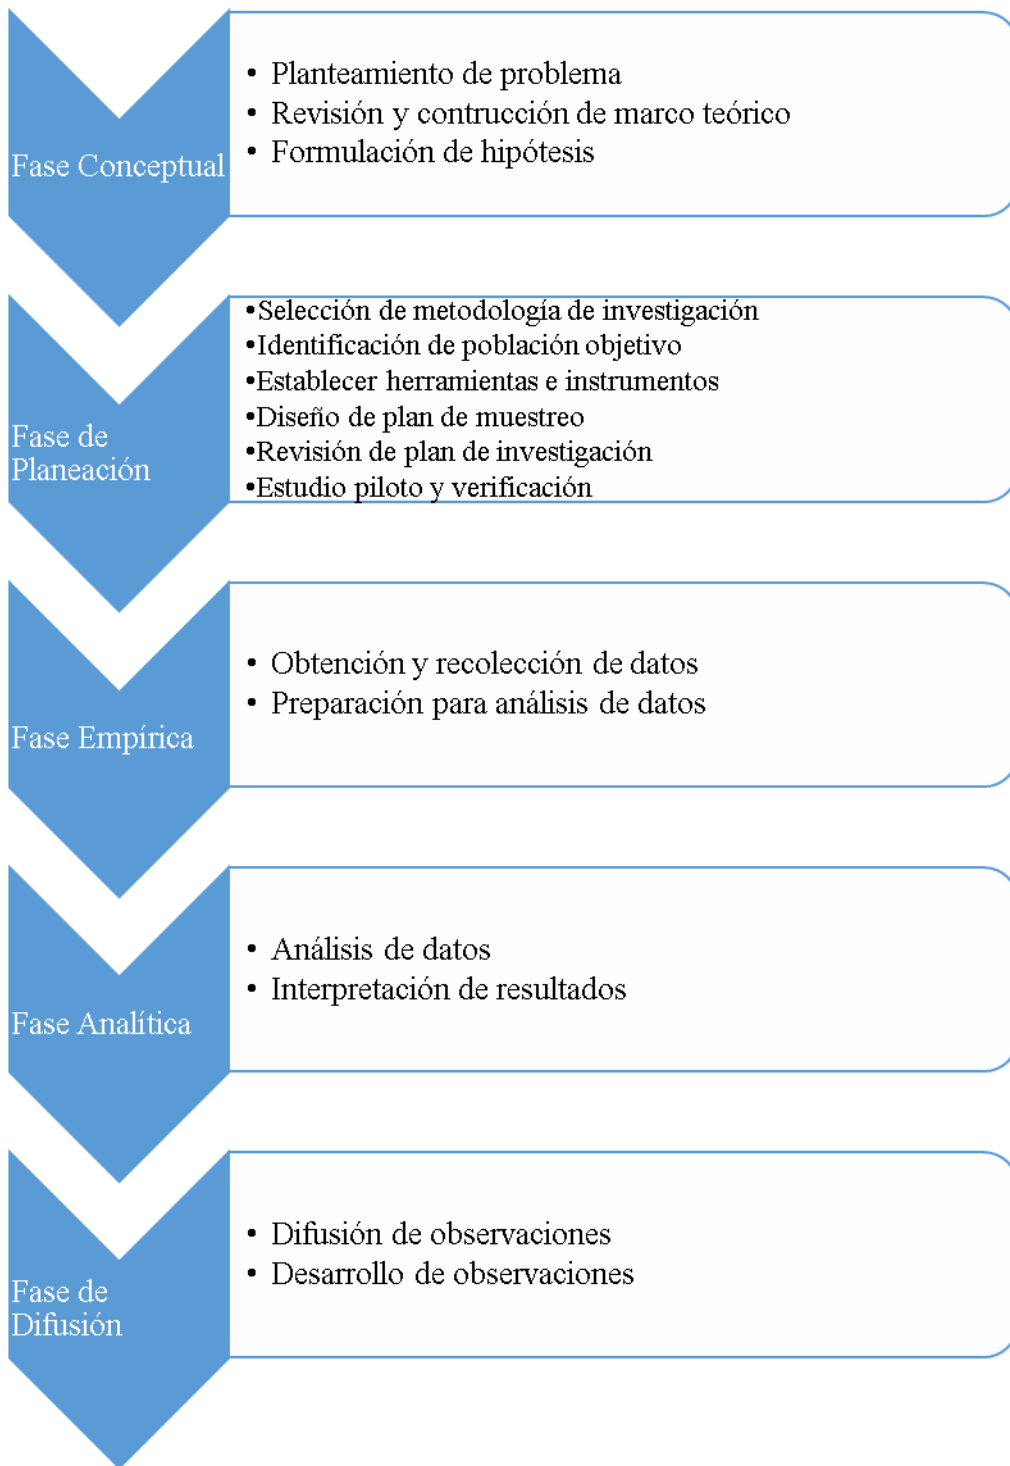 Fase Conceptual
• Planteamiento de problema
• Revisión y contrucción de marco teórico
• Formulación de hipótesis
Fase de
Planeación
•Selección de metodología de investigación
•Identificación de población objetivo
•Establecer herramientas e instrumentos
•Diseño de plan de muestreo
•Revisión de plan de investigación
•Estudio piloto y verificación
Fase Empírica
• Obtención y recolección de datos
• Preparación para análisis de datos
Fase Analítica
• Análisis de datos
• Interpretación de resultados
Fase de
Difusión
• Difusión de observaciones
• Desarrollo de observaciones